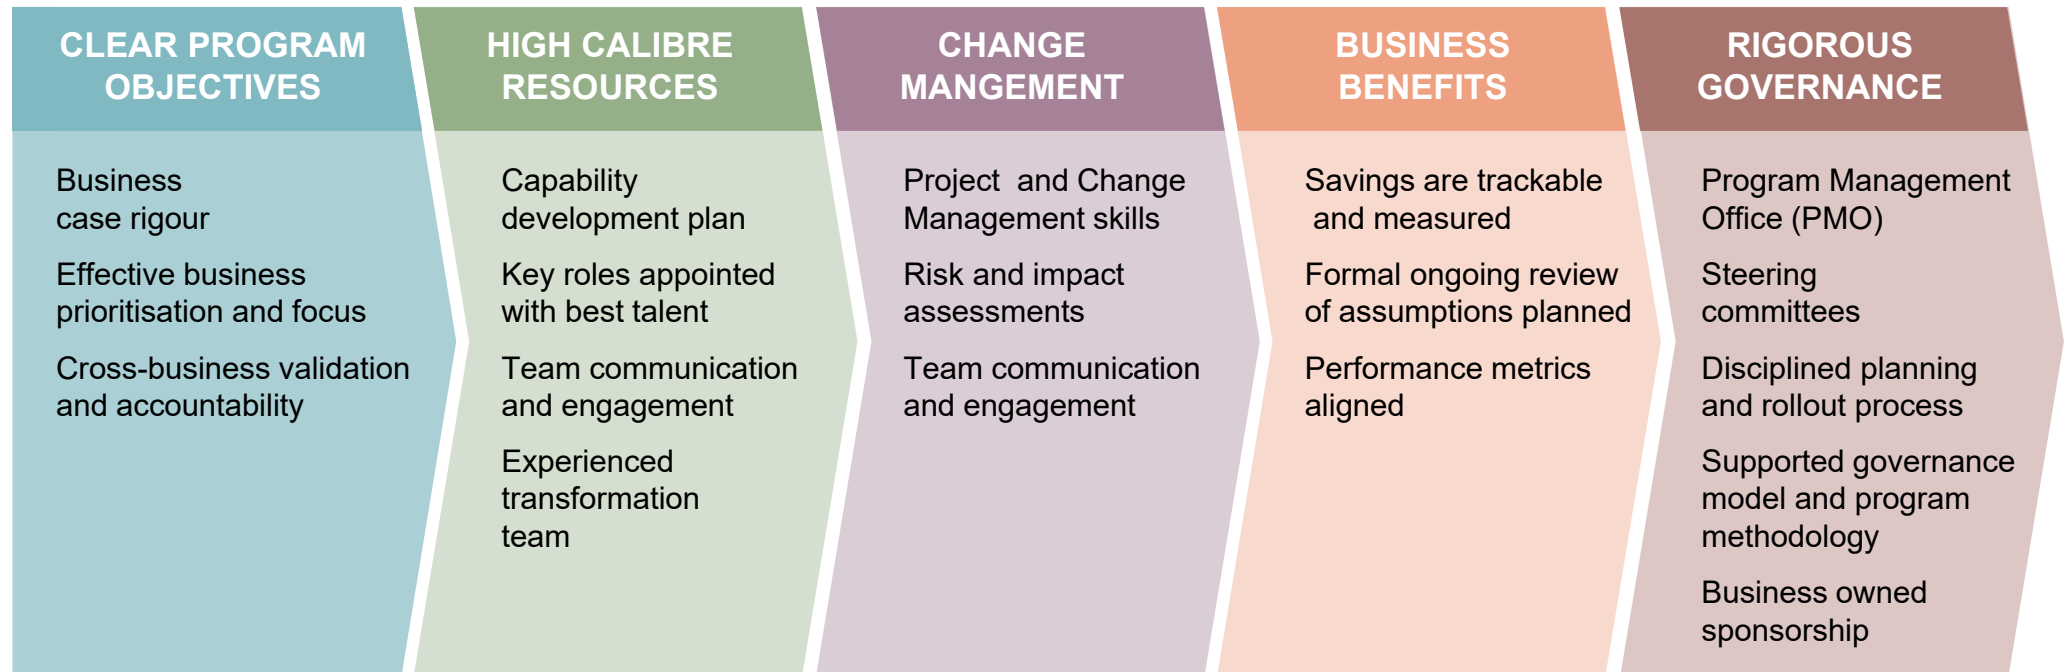 CLEAR PROGRAM
OBJECTIVES
Business
case rigour
Effective business
prioritisation and focus
Cross-business validation
and accountability
HIGH CALIBRE
RESOURCES
Capability
development plan
Key roles appointed
with best talent
Team communication
and engagement
Experienced
transformation
team
CHANGE
MANGEMENT
Project  and Change
Management skills
Risk and impact
assessments
Team communication
and engagement
BUSINESS
BENEFITS
Savings are trackable
and measured
Formal ongoing review
of assumptions planned
Performance metrics
aligned
RIGOROUS
GOVERNANCE
Program Management
Office (PMO)
Steering
committees
Disciplined planning
and rollout process
Supported governance
model and program
methodology
Business owned
sponsorship